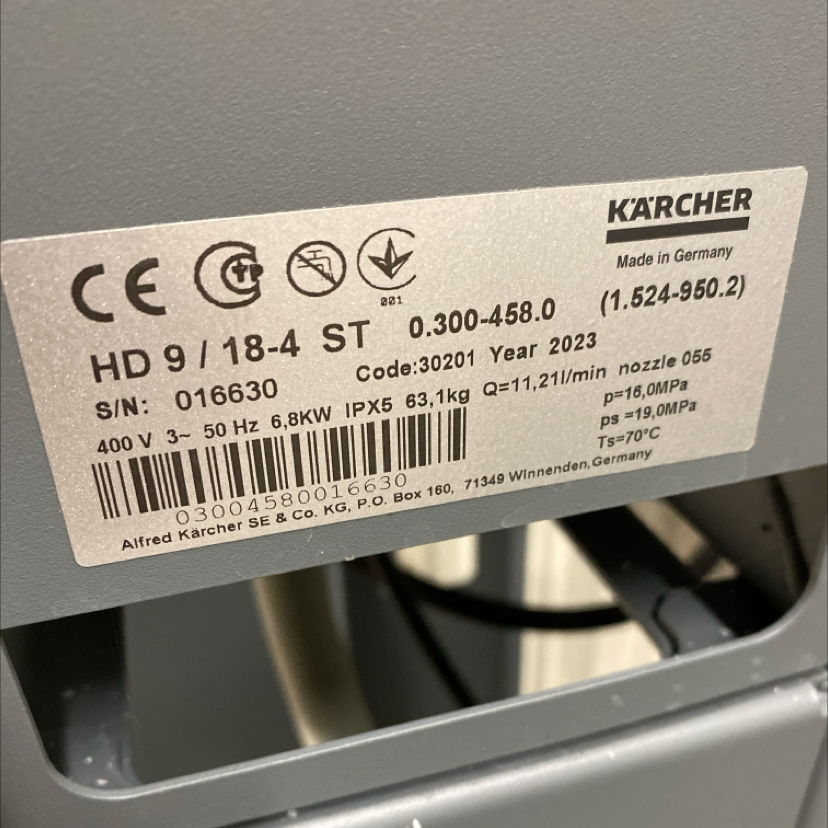 KÄRCHER
Made in Germany
CE
001
HD 9 / 18-4 ST 0.300-458.0 (1.524-950.2)
S/N: 016630 Code:30201 Year 2023
400 V 3~ 50 Hz 6,8KW IPX5 63,1kg Q=11,21l/min nozzle 055
p=16,0MPa
ps =19,0MPa
Ts=70°C
03004580016630
Alfred Kärcher SE & Co. KG, P.O. Box 160, 71349 Winnenden,Germany